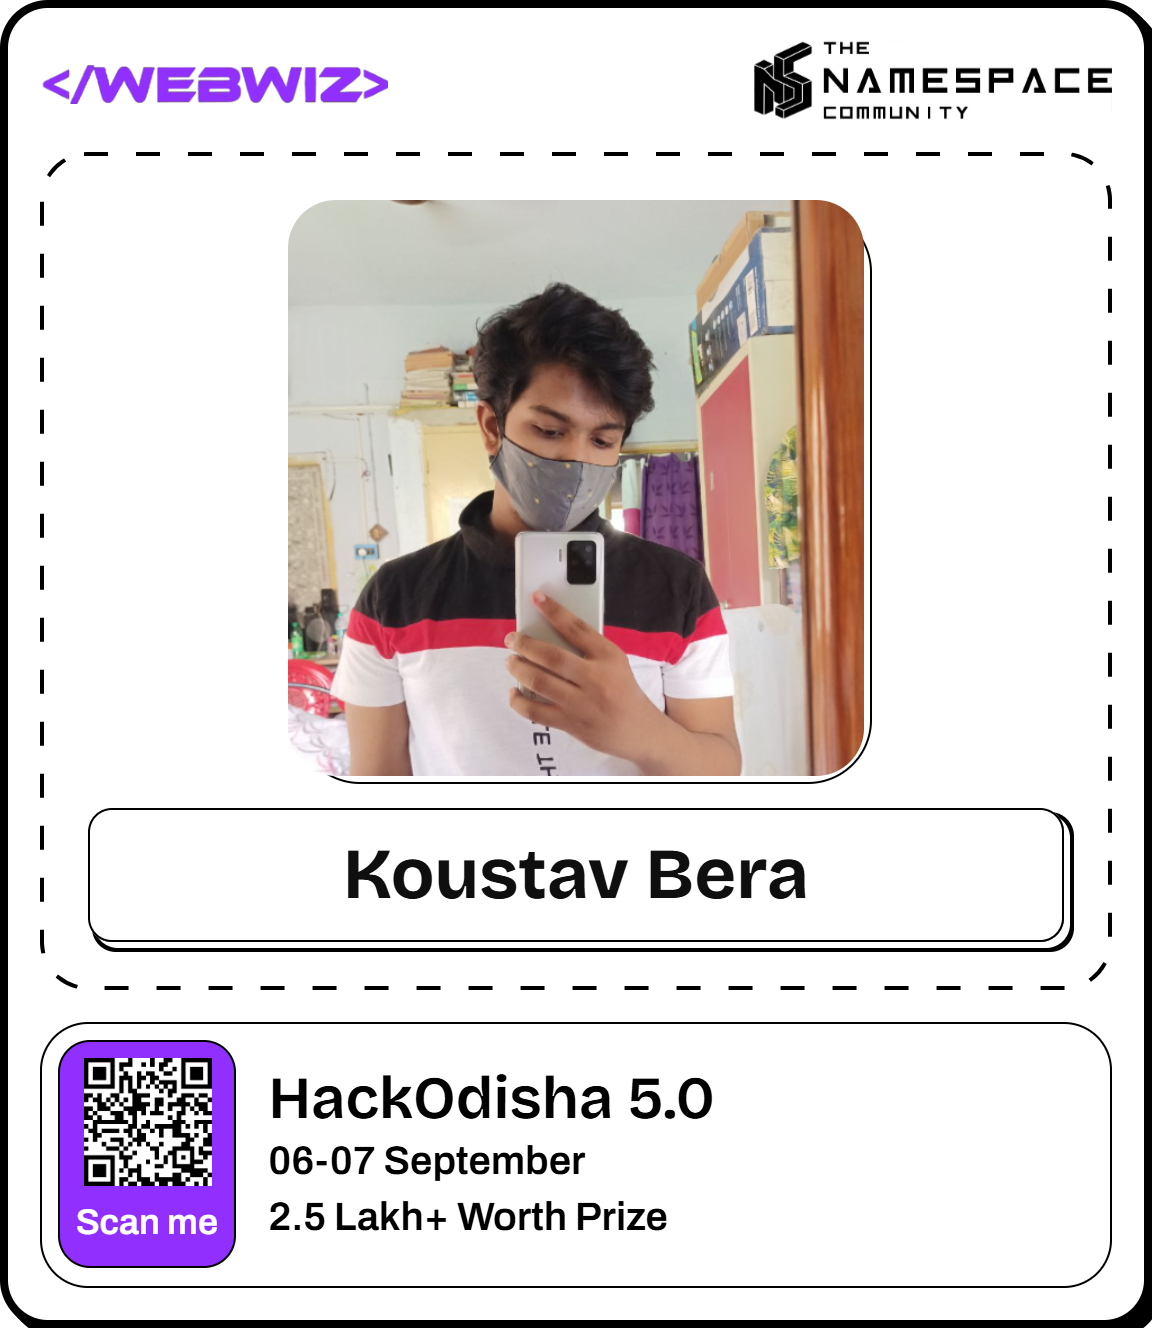 </WEBWIZ>
THE
NAMESPACE
COMMUNITY
Koustav Bera
HackOdisha 5.0
06-07 September
2.5 Lakh+ Worth Prize
Scan me